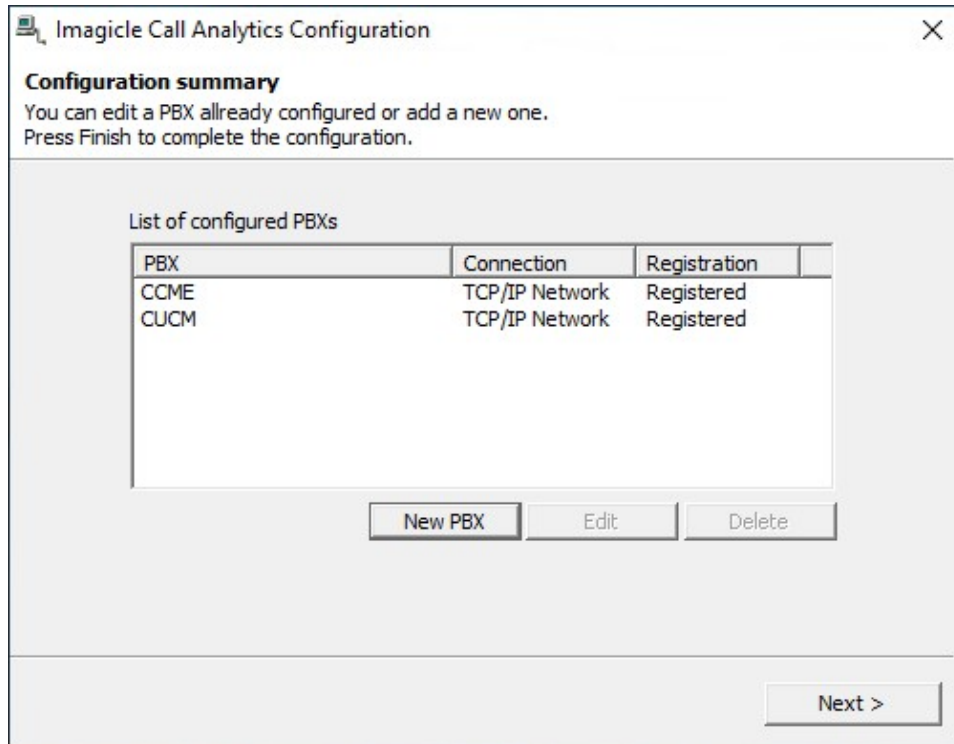 Imagicle Call Analytics Configuration
Configuration summary
You can edit a PBX allready configured or add a new one.
Press Finish to complete the configuration.
List of configured PBXs
PBX Connection Registration
CCME TCP/IP Network Registered
CUCM TCP/IP Network Registered
New PBX Edit Delete
Next >